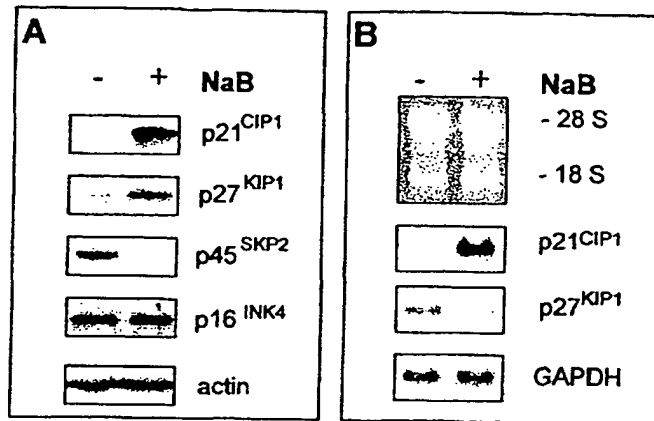 A
- + NaB
p21CIP1
p27KIP1
p45SKP2
p16INK4
actin
B
- + NaB
- 28 S
- 18 S
p21CIP1
p27KIP1
GAPDH